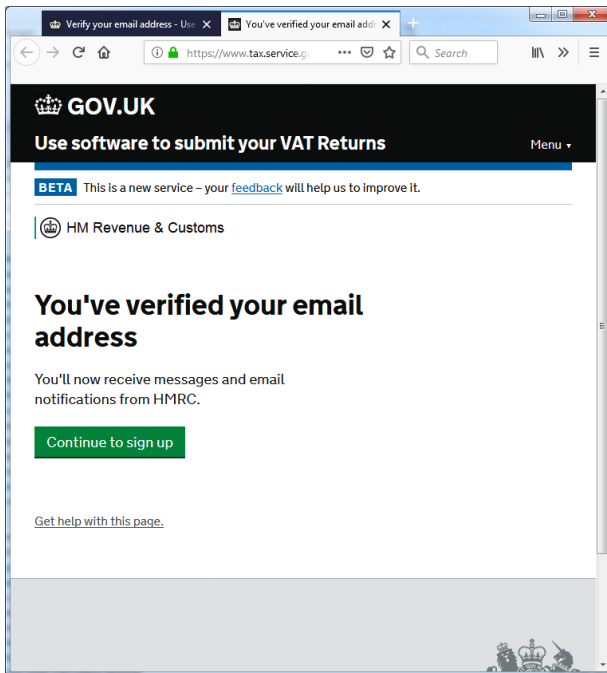 Verify your email address - Use
You've verified your email addr
https://www.tax.service.g
Search
GOV.UK
Use software to submit your VAT Returns
Menu
BETA This is a new service – your feedback will help us to improve it.
HM Revenue & Customs
You've verified your email
address
You'll now receive messages and email
notifications from HMRC.
Continue to sign up
Get help with this page.